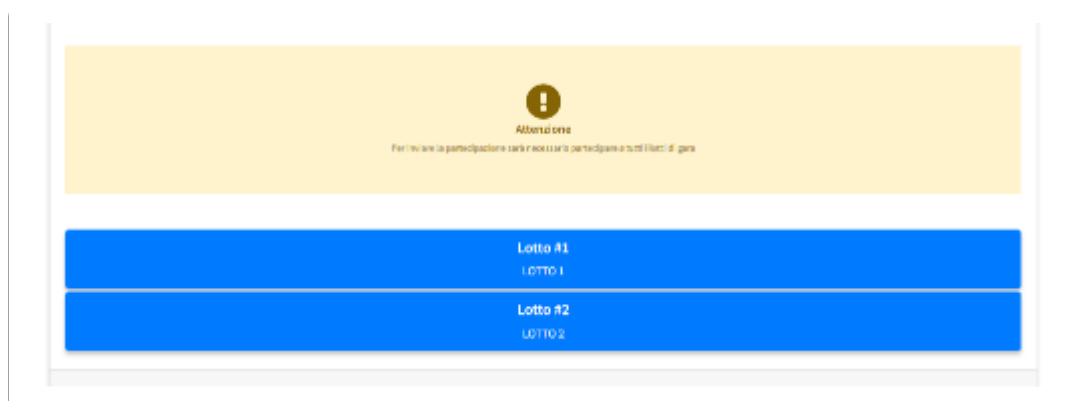 Attenzione
Per inviare la partecipazione sarà necessario partecipare a tutti i lotti di gara
Lotto #1
LOTTO 1
Lotto #2
LOTTO 2